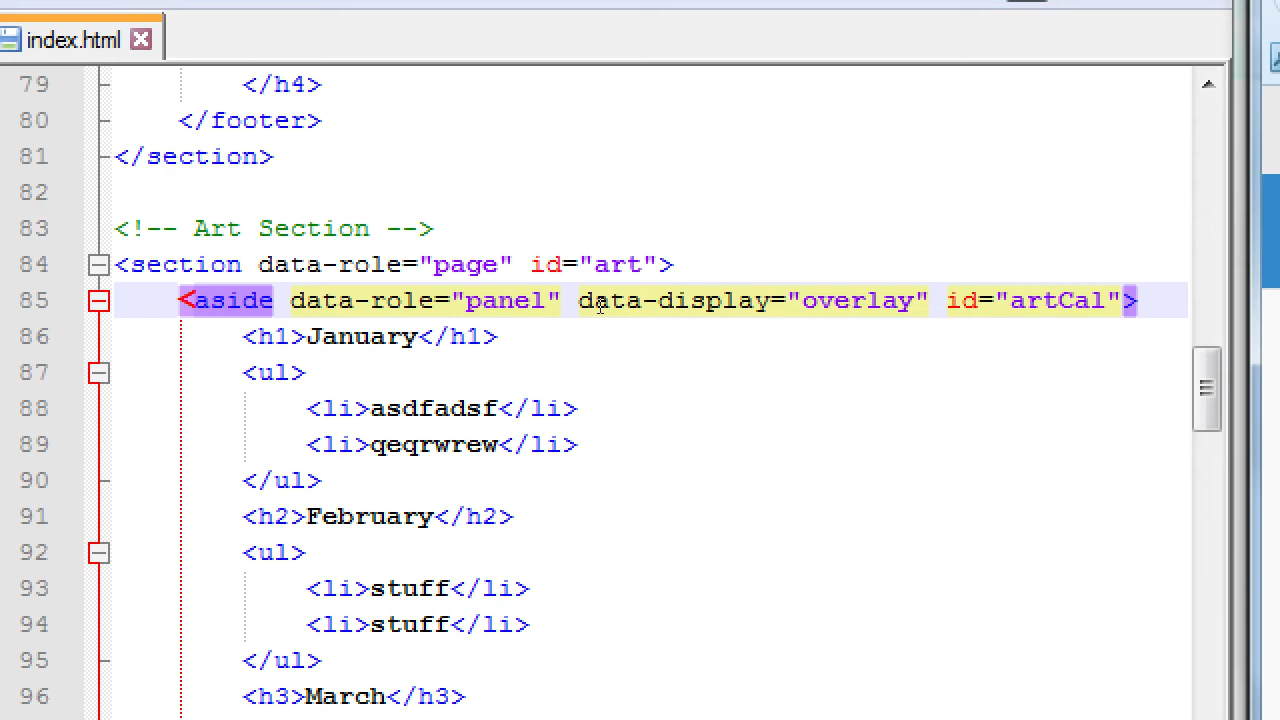 index.html
79 </h4>
80 </footer>
81 </section>
82
83 <!-- Art Section -->
84 <section data-role="page" id="art">
85 <aside data-role="panel" data-display="overlay" id="artCal">
86 <h1>January</h1>
87 <ul>
88 <li>asdfadsf</li>
89 <li>qeqrwrew</li>
90 </ul>
91 <h2>February</h2>
92 <ul>
93 <li>stuff</li>
94 <li>stuff</li>
95 </ul>
96 <h3>March</h3>